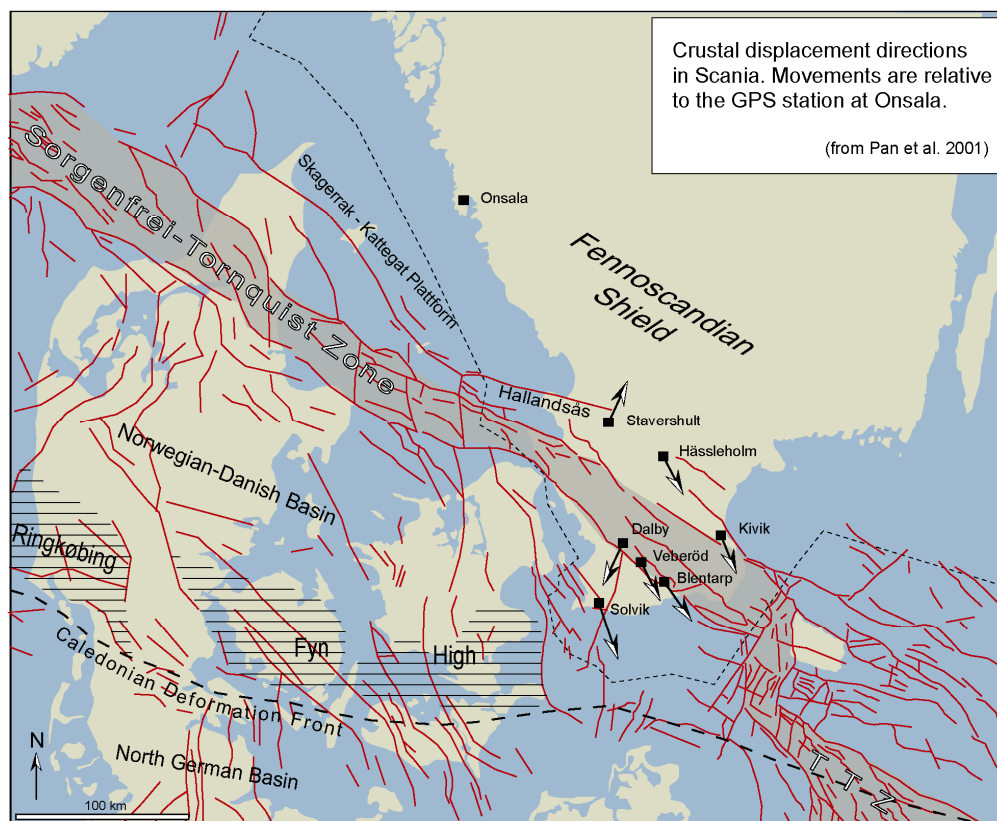 Crustal displacement directions
in Scania. Movements are relative
to the GPS station at Onsala.
(from Pan et al. 2001)
Sorgenfrei-Tornquist Zone
Skagerrak - Kattegat Plattform
Onsala
Fennoscandian
Shield
Hallandsås
Stavershult
Hässleholm
Norwegian-Danish Basin
Kivik
Dalby
Veberöd
Blentarp
Solvik
Ringkøbing
Fyn
High
Caledonian Deformation Front
North German Basin
TTZ
N
100 km